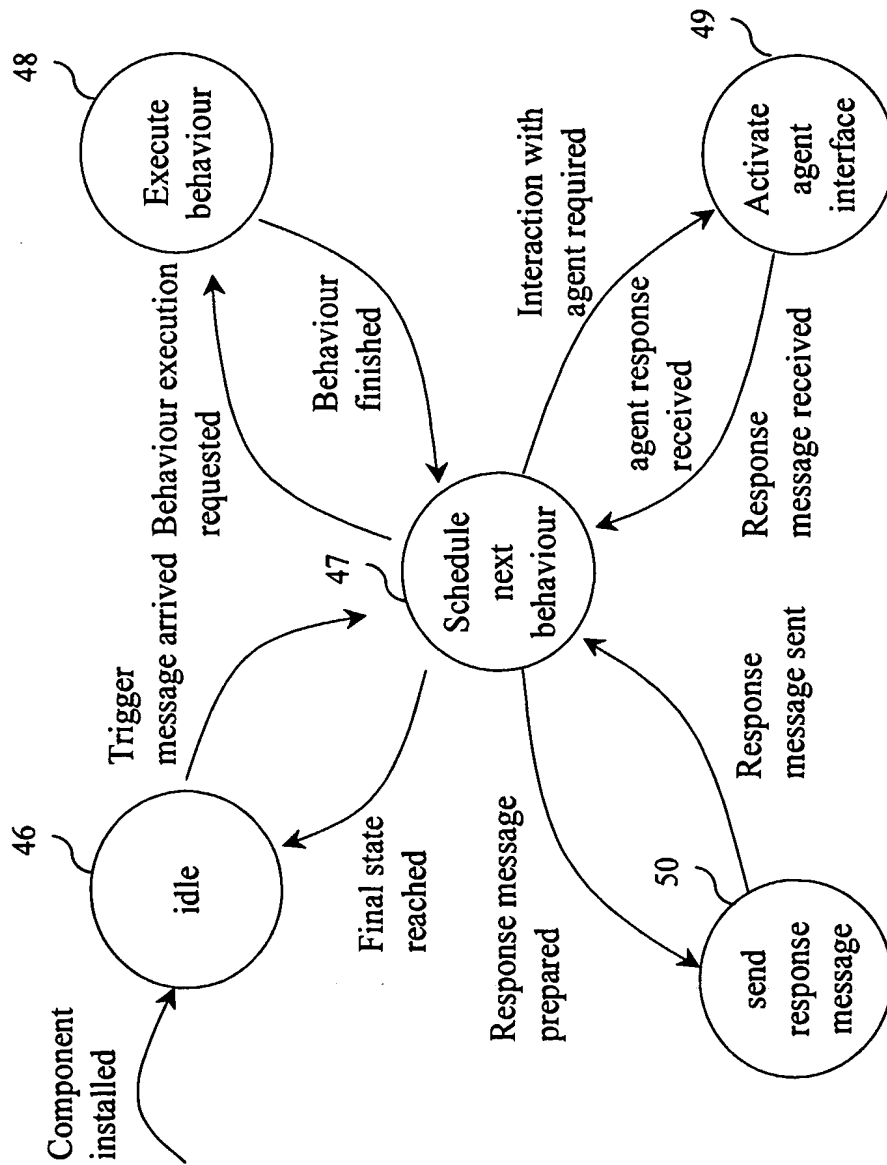 Component
installed
46
idle
Trigger
message arrived
Final state
reached
47
Schedule
next
behaviour
Behaviour execution
requested
48
Execute
behaviour
Behaviour
finished
Interaction with
agent required
49
Activate
agent
interface
agent response
received
Response
message received
Response message
prepared
50
send
response
message
Response
message sent